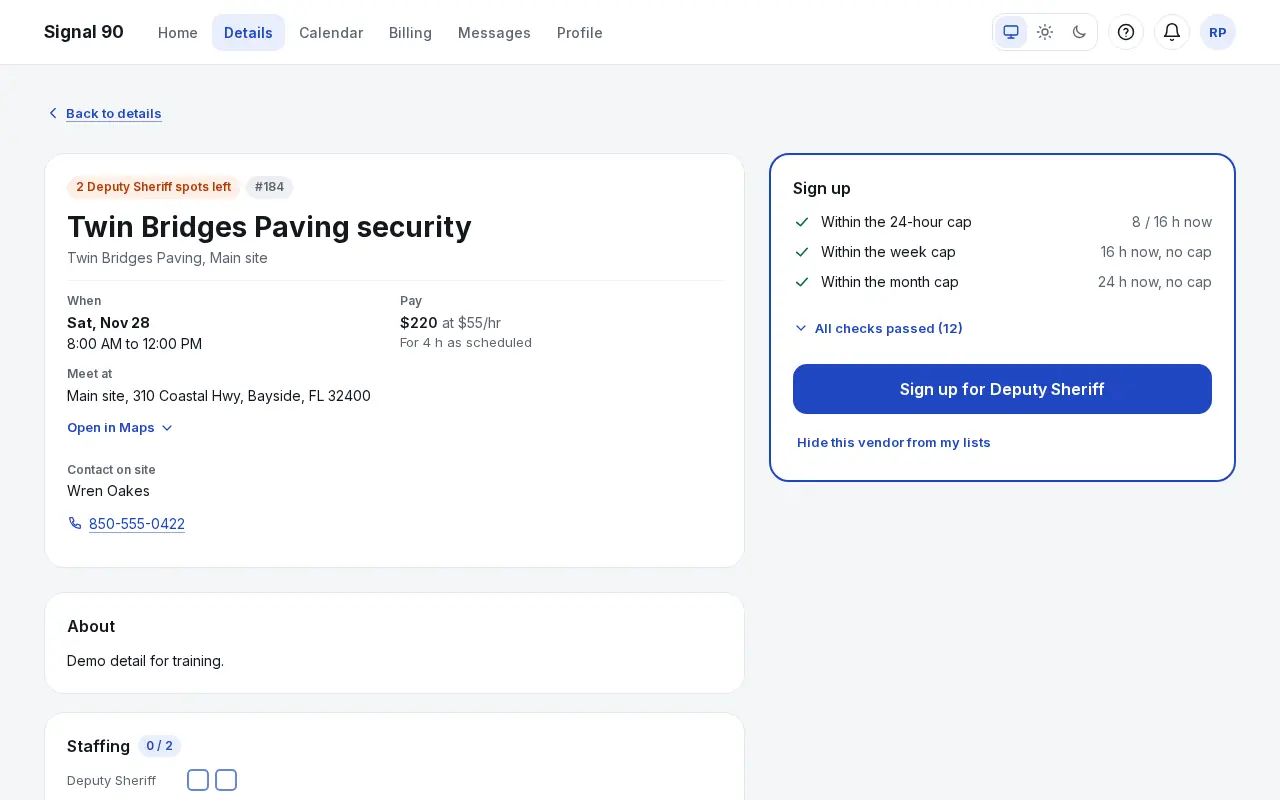 Signal 90
Home
Details
Calendar
Billing
Messages
Profile
RP
Back to details
2 Deputy Sheriff spots left
#184
Twin Bridges Paving security
Twin Bridges Paving, Main site
When
Sat, Nov 28
8:00 AM to 12:00 PM
Pay
$220 at $55/hr
For 4 h as scheduled
Meet at
Main site, 310 Coastal Hwy, Bayside, FL 32400
Open in Maps
Contact on site
Wren Oakes
850-555-0422
About
Demo detail for training.
Staffing
0 / 2
Deputy Sheriff
Sign up
Within the 24-hour cap
8 / 16 h now
Within the week cap
16 h now, no cap
Within the month cap
24 h now, no cap
All checks passed (12)
Sign up for Deputy Sheriff
Hide this vendor from my lists